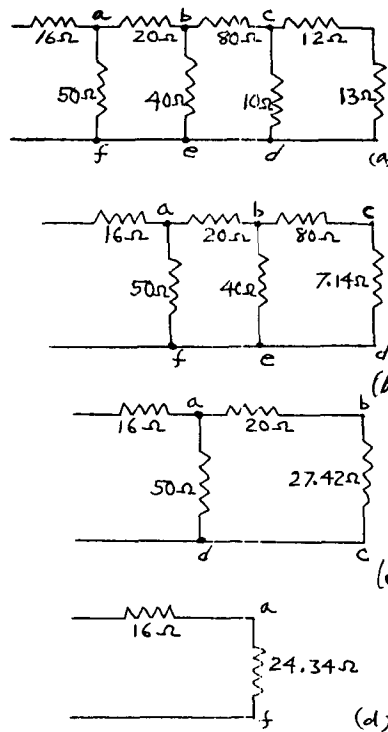 a b c
16Ω 20Ω 80Ω 12Ω
50Ω 40Ω 10Ω 13Ω
f e d (a
a b c
16Ω 20Ω 80Ω
50Ω 40Ω 7.14Ω
f e d
(b
a b
16Ω 20Ω
50Ω 27.42Ω
d c
(c
a
16Ω
24.34Ω
f (d)